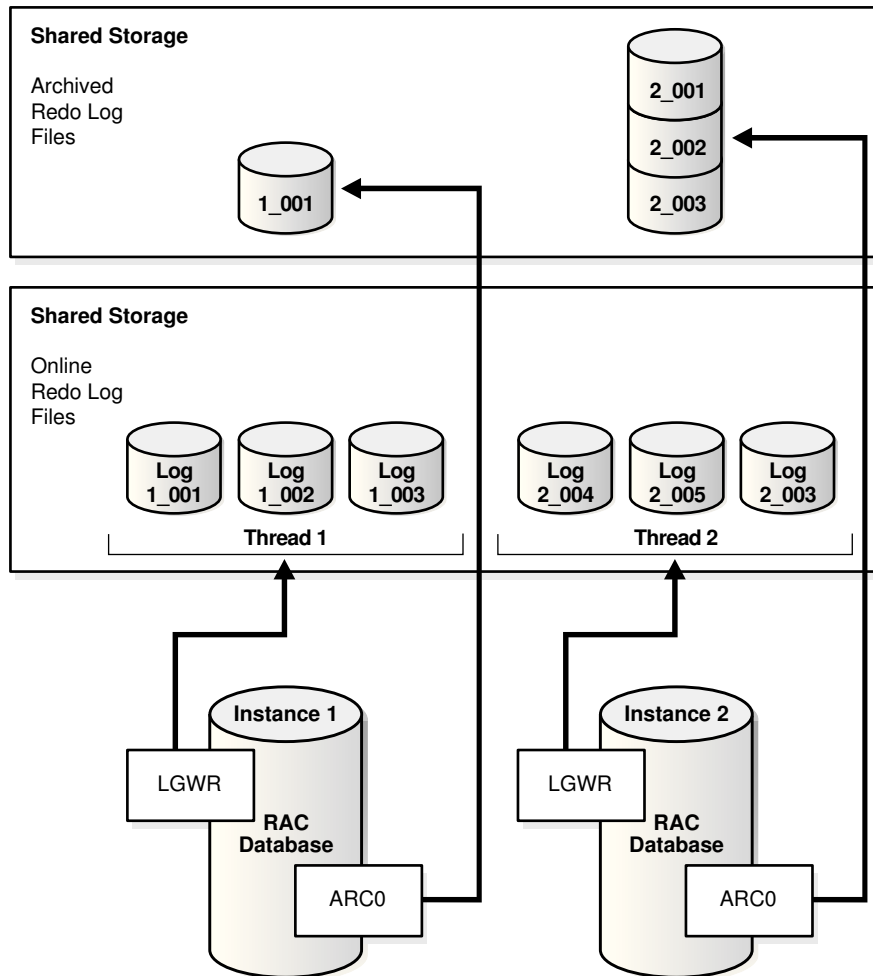 Shared Storage
Archived
Redo Log
Files
1_001
2_001
2_002
2_003
Shared Storage
Online
Redo Log
Files
Log
1_001
Log
1_002
Log
1_003
Thread 1
Log
2_004
Log
2_005
Log
2_003
Thread 2
Instance 1
LGWR
RAC
Database
ARC0
Instance 2
LGWR
RAC
Database
ARC0